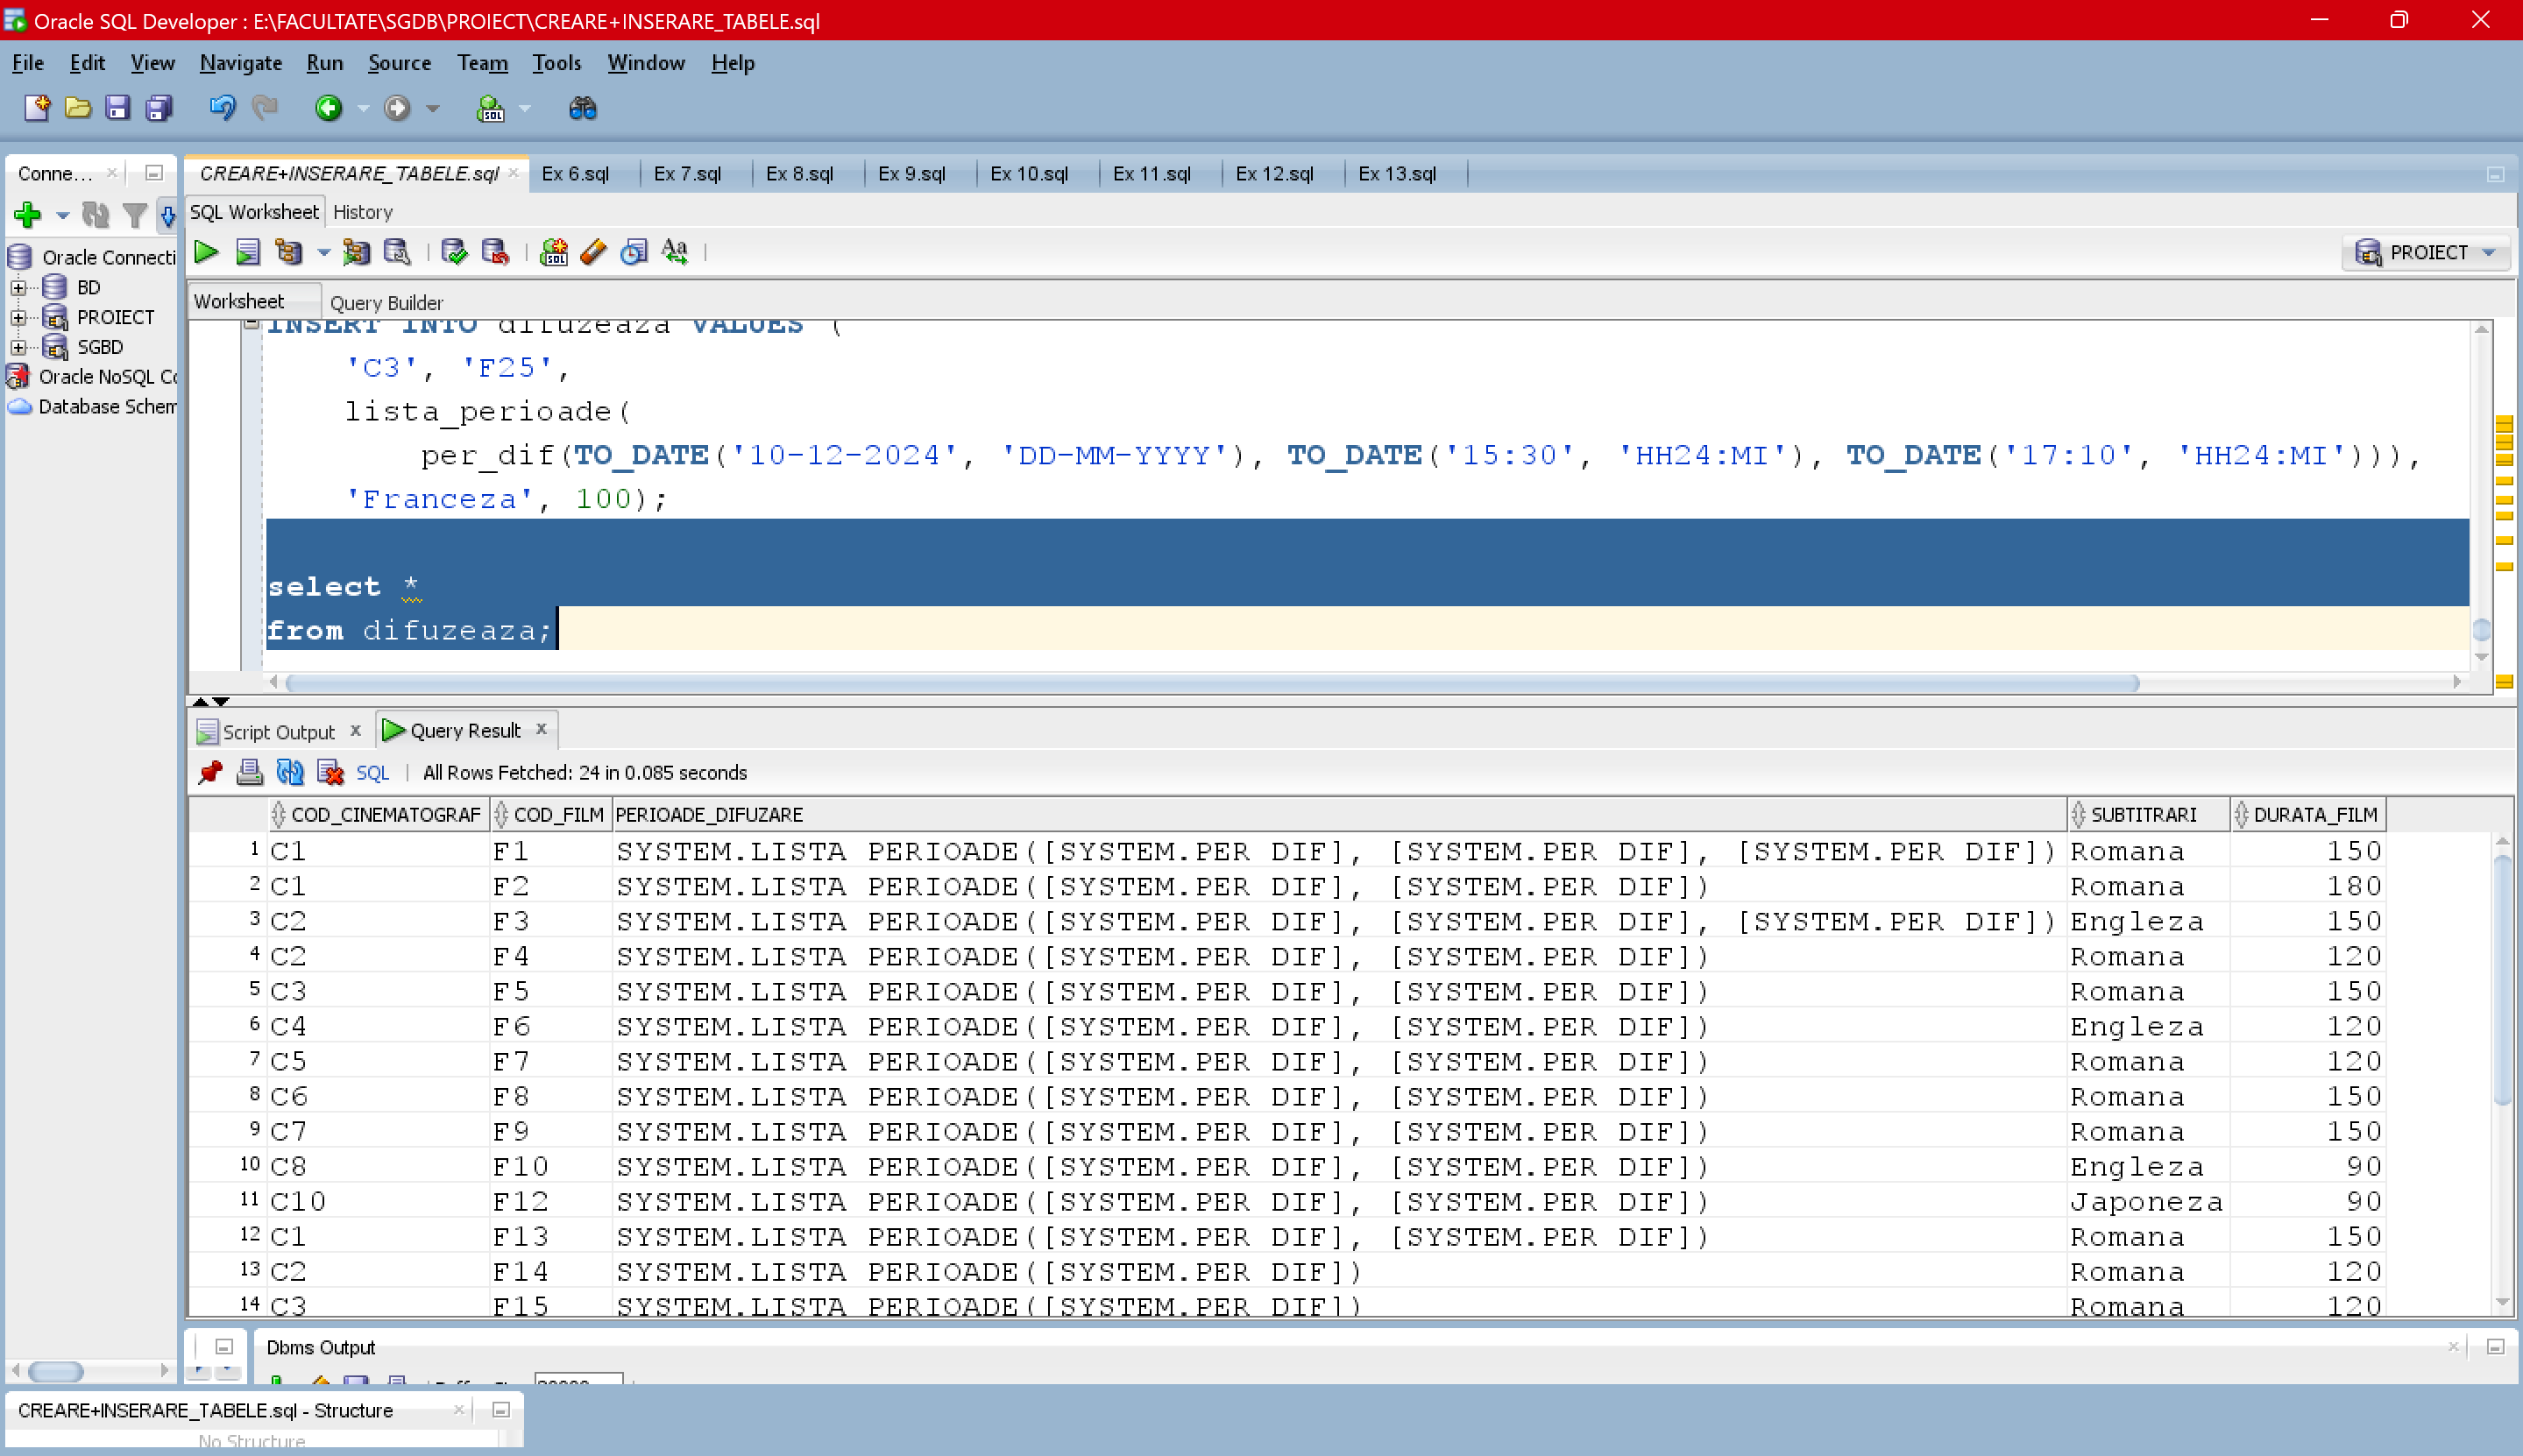 Oracle SQL Developer : E:\FACULTATE\SGDB\PROIECT\CREARE+INSERARE_TABELE.sql
File Edit View Navigate Run Source Team Tools Window Help
Conne...
CREARE+INSERARE_TABELE.sql Ex 6.sql Ex 7.sql Ex 8.sql Ex 9.sql Ex 10.sql Ex 11.sql Ex 12.sql Ex 13.sql
SQL Worksheet History
PROIECT
Oracle Connecti
BD
PROIECT
SGBD
Oracle NoSQL Co
Database Schem
Worksheet Query Builder
INSERT INTO difuzeaza VALUES (
'C3', 'F25',
lista_perioade(
per_dif(TO_DATE('10-12-2024', 'DD-MM-YYYY'), TO_DATE('15:30', 'HH24:MI'), TO_DATE('17:10', 'HH24:MI'))),
'Franceza', 100);
select *
from difuzeaza;
Script Output x Query Result x
SQL | All Rows Fetched: 24 in 0.085 seconds
COD_CINEMATOGRAF COD_FILM PERIOADE_DIFUZARE SUBTITRARI DURATA_FILM
1 C1 F1 SYSTEM.LISTA PERIOADE([SYSTEM.PER DIF], [SYSTEM.PER DIF], [SYSTEM.PER DIF]) Romana 150
2 C1 F2 SYSTEM.LISTA PERIOADE([SYSTEM.PER DIF], [SYSTEM.PER DIF]) Romana 180
3 C2 F3 SYSTEM.LISTA PERIOADE([SYSTEM.PER DIF], [SYSTEM.PER DIF], [SYSTEM.PER DIF]) Engleza 150
4 C2 F4 SYSTEM.LISTA PERIOADE([SYSTEM.PER DIF], [SYSTEM.PER DIF]) Romana 120
5 C3 F5 SYSTEM.LISTA PERIOADE([SYSTEM.PER DIF], [SYSTEM.PER DIF]) Romana 150
6 C4 F6 SYSTEM.LISTA PERIOADE([SYSTEM.PER DIF], [SYSTEM.PER DIF]) Engleza 120
7 C5 F7 SYSTEM.LISTA PERIOADE([SYSTEM.PER DIF], [SYSTEM.PER DIF]) Romana 120
8 C6 F8 SYSTEM.LISTA PERIOADE([SYSTEM.PER DIF], [SYSTEM.PER DIF]) Romana 150
9 C7 F9 SYSTEM.LISTA PERIOADE([SYSTEM.PER DIF], [SYSTEM.PER DIF]) Romana 150
10 C8 F10 SYSTEM.LISTA PERIOADE([SYSTEM.PER DIF], [SYSTEM.PER DIF]) Engleza 90
11 C10 F12 SYSTEM.LISTA PERIOADE([SYSTEM.PER DIF], [SYSTEM.PER DIF]) Japoneza 90
12 C1 F13 SYSTEM.LISTA PERIOADE([SYSTEM.PER DIF], [SYSTEM.PER DIF]) Romana 150
13 C2 F14 SYSTEM.LISTA PERIOADE([SYSTEM.PER DIF]) Romana 120
14 C3 F15 SYSTEM.LISTA PERIOADE([SYSTEM.PER DIF]) Romana 120
Dbms Output
CREARE+INSERARE_TABELE.sql - Structure
No Structure